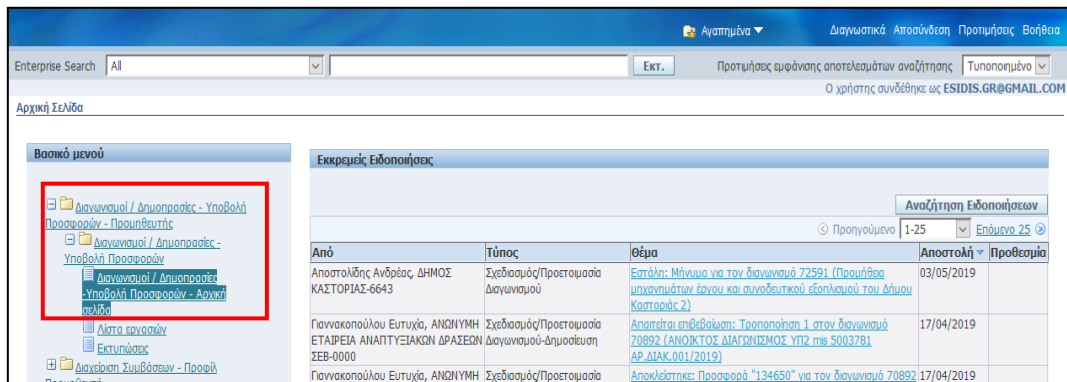 Αγαπημένα Διαγνωστικά Αποσύνδεση Προτιμήσεις Βοήθεια
Enterprise Search All Εκτ. Προτιμήσεις εμφάνισης αποτελεσμάτων αναζήτησης Τυποποιημένο
Ο χρήστης συνδέθηκε ως ESIDIS.GR@GMAIL.COM
Αρχική Σελίδα
Βασικό μενού
Διαγωνισμοί / Δημοπρασίες - Υποβολή
Προσφορών - Προμηθευτής
Διαγωνισμοί / Δημοπρασίες -
Υποβολή Προσφορών
Διαγωνισμοί / Δημοπρασίες
-Υποβολή Προσφορών - Αρχική
σελίδα
Λίστα εργασιών
Εκτυπώσεις
Διαχείριση Συμβάσεων - Προφίλ
Εκκρεμείς Ειδοποιήσεις
Αναζήτηση Ειδοποιήσεων
Προηγούμενο 1-25 Επόμενο 25
Από Τύπος Θέμα Αποστολή Προθεσμία
Αποστολίδης Ανδρέας, ΔΗΜΟΣ Σχεδιασμός/Προετοιμασία Εστάλη: Μήνυμα για τον διαγωνισμό 72591 (Προμήθεια 03/05/2019
ΚΑΣΤΟΡΙΑΣ-6643 Διαγωνισμού μηχανημάτων έργου και συνοδευτικού εξοπλισμού του Δήμου
Καστοριάς 2)
Γιαννακοπούλου Ευτυχία, ΑΝΩΝΥΜΗ Σχεδιασμός/Προετοιμασία Απαιτείται επιβεβαίωση: Τροποποίηση 1 στον διαγωνισμό 17/04/2019
ΕΤΑΙΡΕΙΑ ΑΝΑΠΤΥΞΙΑΚΩΝ ΔΡΑΣΕΩΝ Διαγωνισμού-Δημοσίευση 70892 (ΑΝΟΙΚΤΟΣ ΔΙΑΓΩΝΙΣΜΟΣ ΥΠ2 mis 5003781
ΣΕΒ-0000 ΑΡ.ΔΙΑΚ.001/2019)
Γιαννακοπούλου Ευτυχία, ΑΝΩΝΥΜΗ Σχεδιασμός/Προετοιμασία Αποκλείστηκε: Προσφορά "134650" για τον διαγωνισμό 70892 17/04/2019